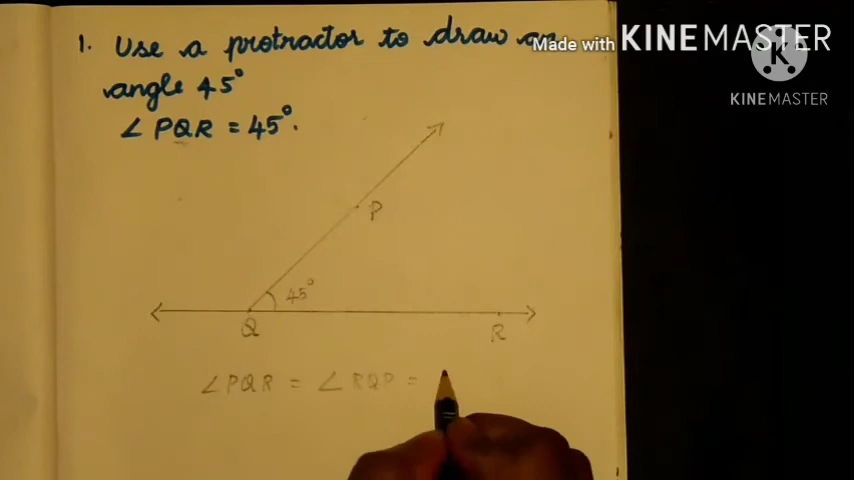 1. Use a protractor to draw an
angle 45°
∠ PQR = 45°.
Made with KINEMASTER
K
KINEMASTER
P
45°
Q
R
∠PQR = ∠RQP =